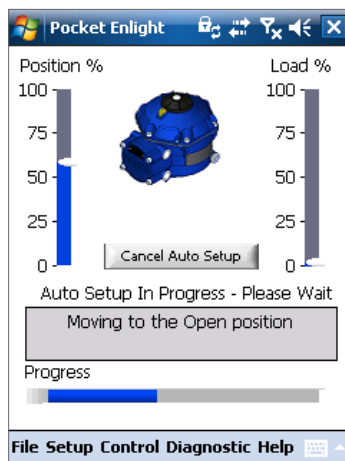 Pocket Enlight
Position %
Load %
100
100
75
75
50
50
25
25
0
0
Cancel Auto Setup
Auto Setup In Progress - Please Wait
Moving to the Open position
Progress
File Setup Control Diagnostic Help